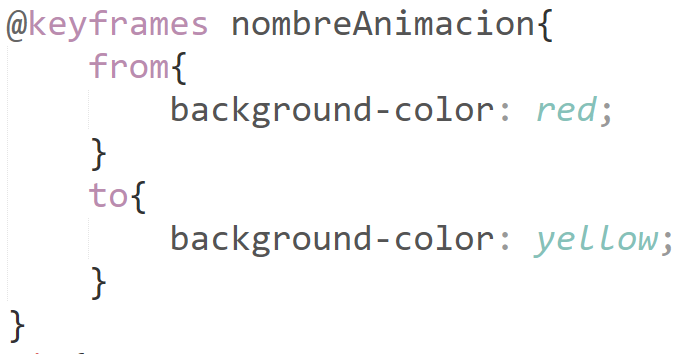 @keyframes nombreAnimacion{
from{
background-color: red;
}
to{
background-color: yellow;
}
}